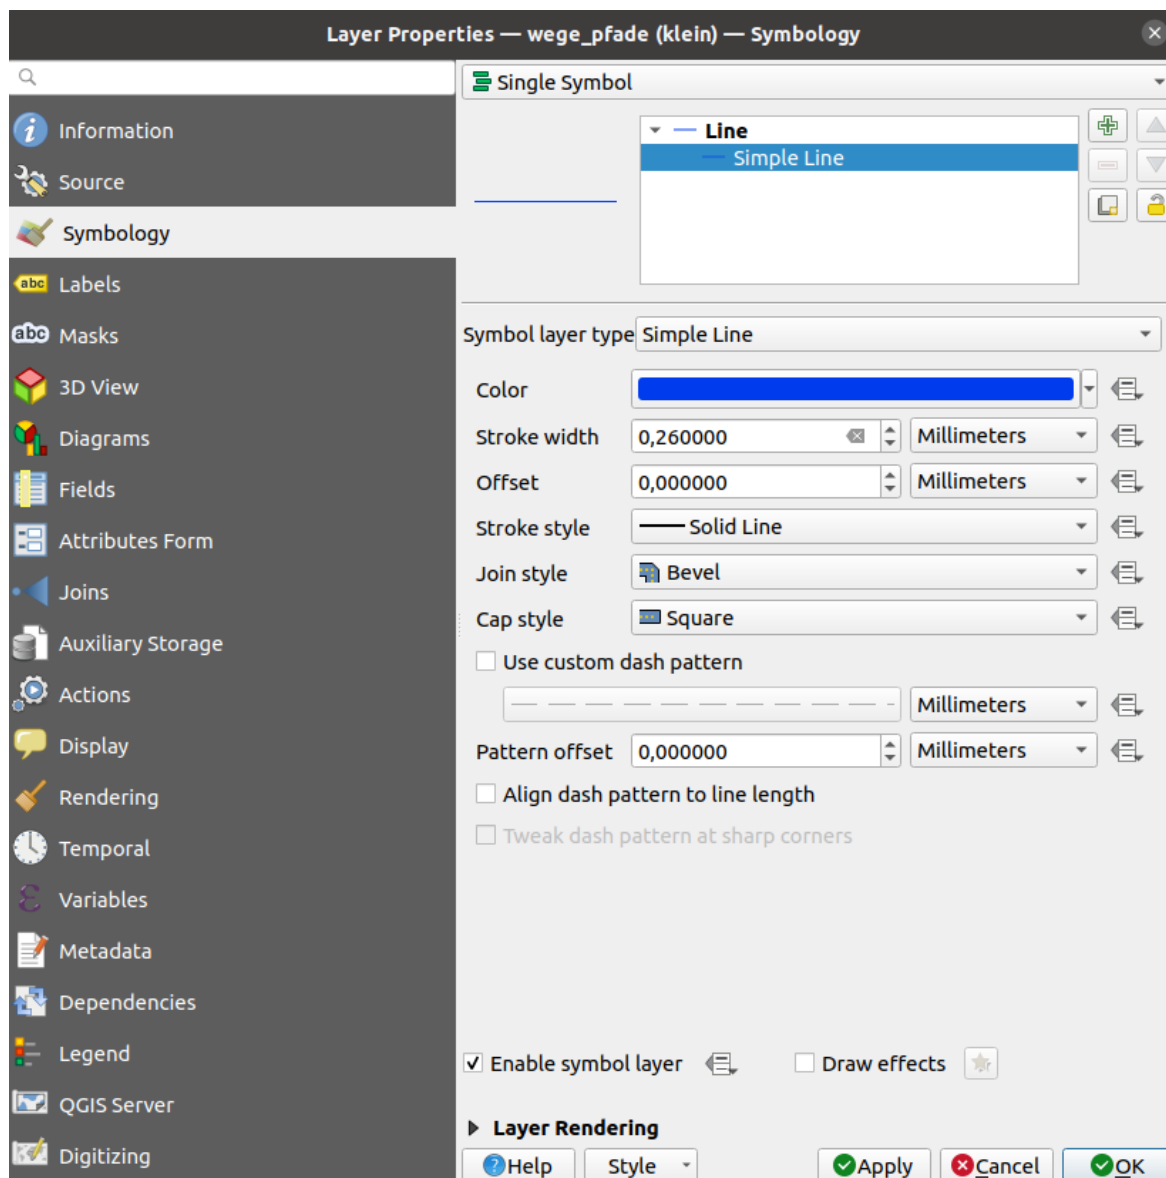 Layer Properties — wege_pfade (klein) — Symbology
Information
Source
Symbology
abc Labels
abc Masks
3D View
Diagrams
Fields
Attributes Form
Joins
Auxiliary Storage
Actions
Display
Rendering
Temporal
Variables
Metadata
Dependencies
Legend
QGIS Server
Digitizing
Single Symbol
Line
Simple Line
Symbol layer type Simple Line
Color
Stroke width 0,260000 Millimeters
Offset 0,000000 Millimeters
Stroke style Solid Line
Join style Bevel
Cap style Square
Use custom dash pattern
Millimeters
Pattern offset 0,000000 Millimeters
Align dash pattern to line length
Tweak dash pattern at sharp corners
Enable symbol layer Draw effects
Layer Rendering
Help Style Apply Cancel OK